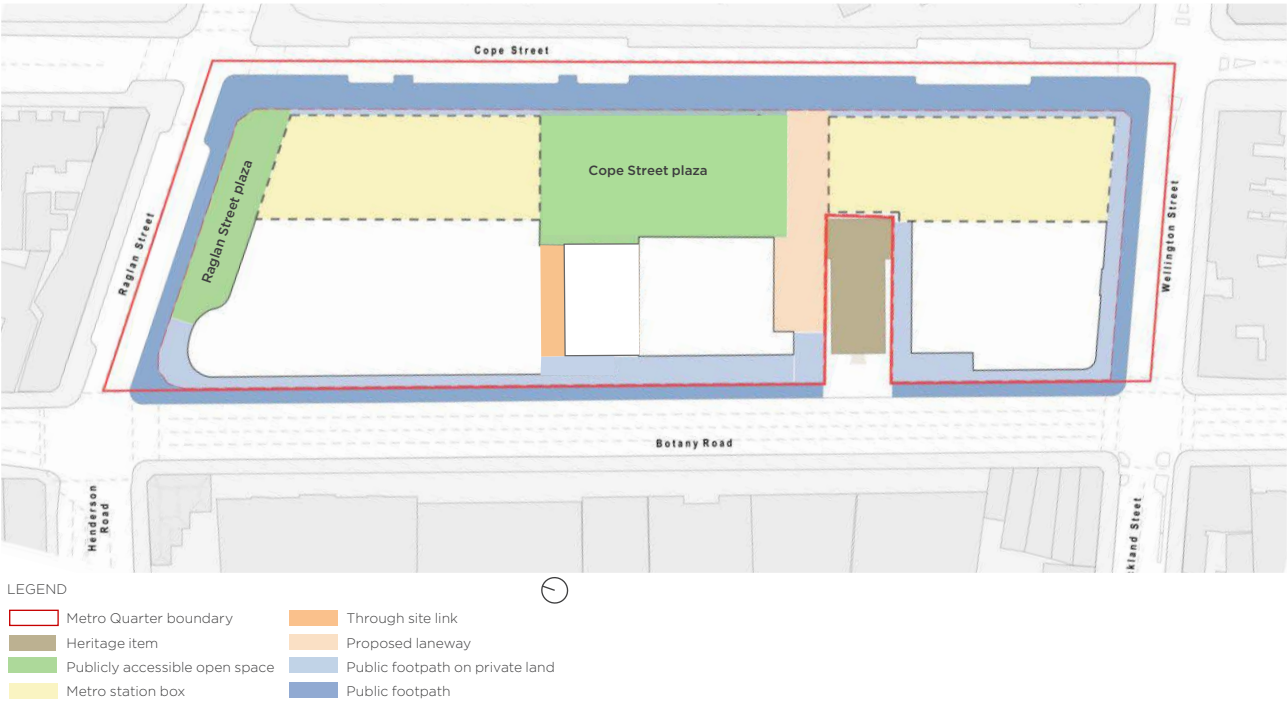 Cope Street
Raglan Street
Raglan Street plaza
Cope Street plaza
Wellington Street
Botany Road
Henderson
Road
kland Steet
LEGEND
Metro Quarter boundary
Heritage item
Publicly accessible open space
Metro station box
Through site link
Proposed laneway
Public footpath on private land
Public footpath